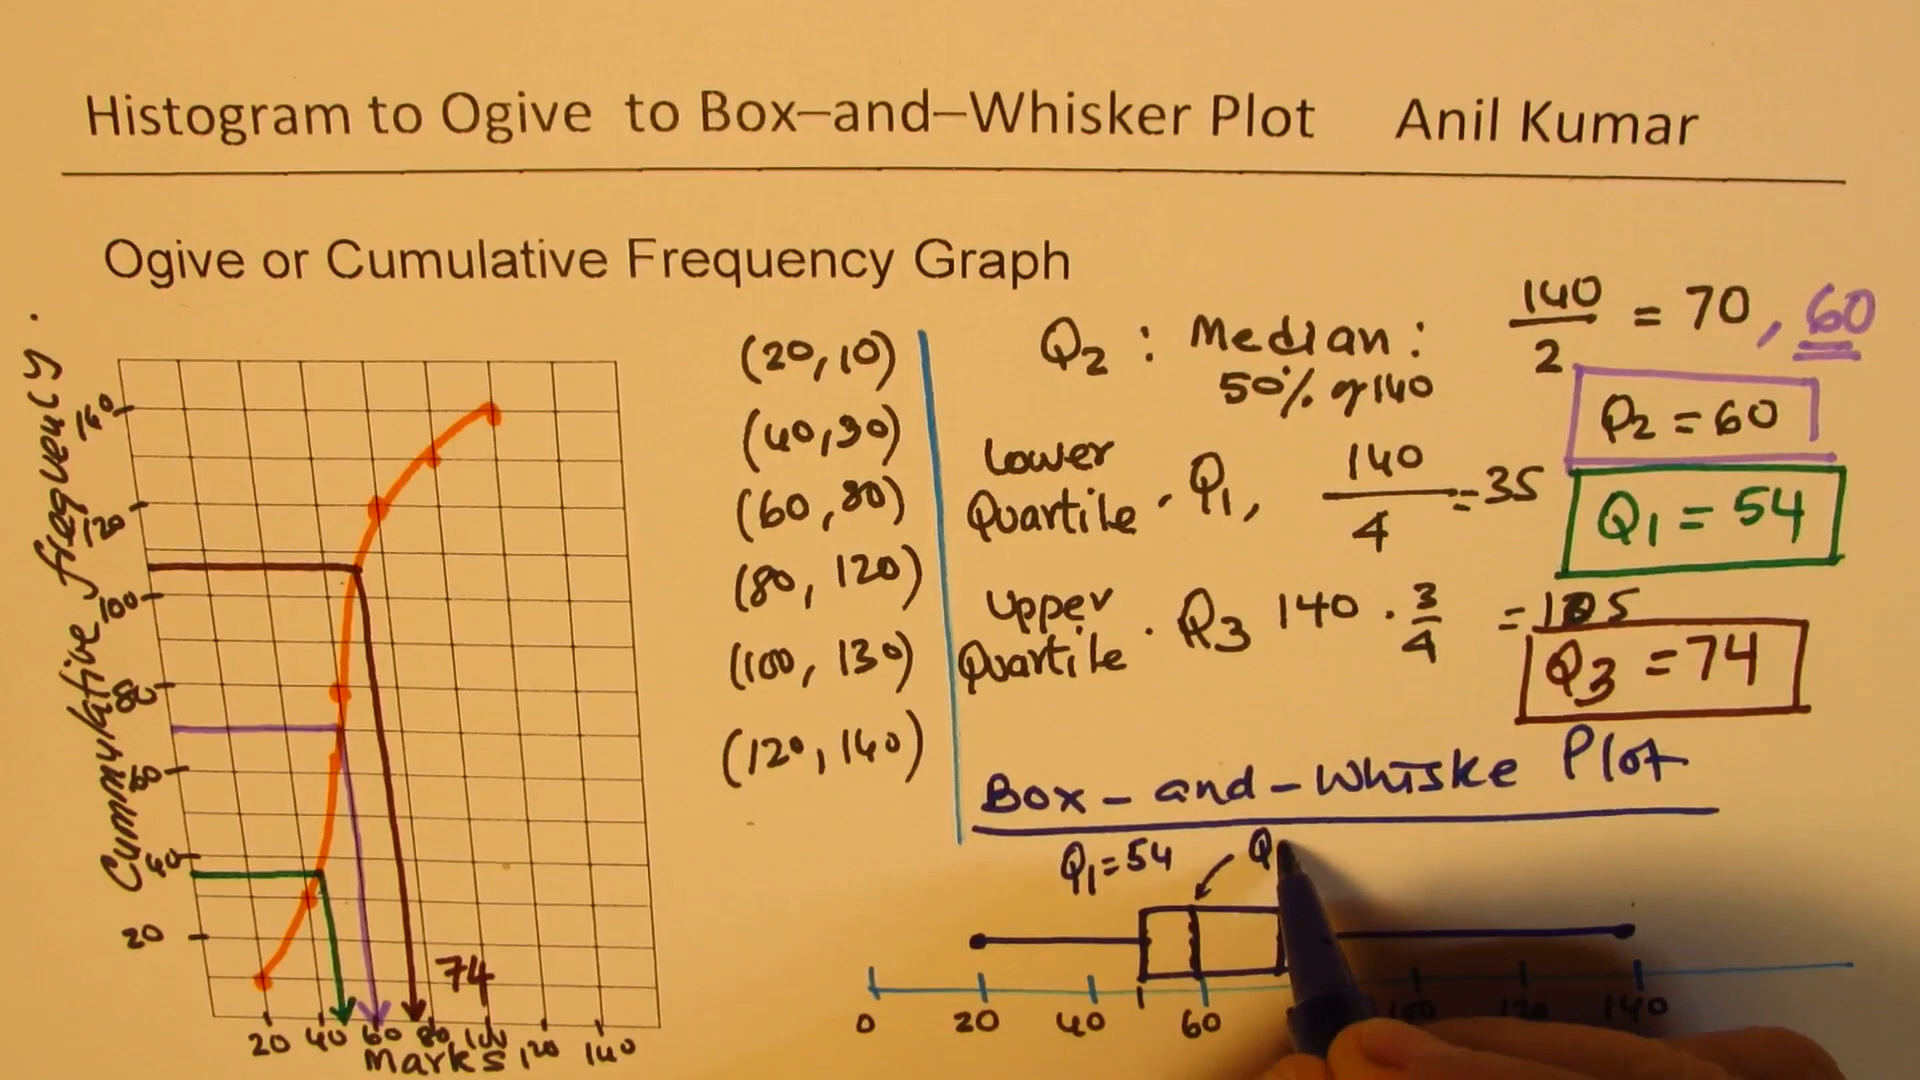 Histogram to Ogive to Box–and–Whisker Plot Anil Kumar
Ogive or Cumulative Frequency Graph
Cummulative frequency
140
120
100
80
60
40
20
20 40 60 80 100 120 140
Marks
74
(20, 10)
(40, 30)
(60, 80)
(80, 120)
(100, 130)
(120, 140)
Q2 : Median : 140/2 = 70, 60
50% of 140
Q2 = 60
Lower Quartile . Q1, 140/4 = 35
Q1 = 54
Upper Quartile . Q3 140 . 3/4 = 105
Q3 = 74
Box - and - Whiske Plot
Q1 = 54 Q
0 20 40 60 100 120 140